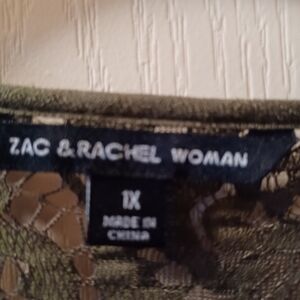 ZAC & RACHEL WOMAN
1X
MADE IN
CHINA